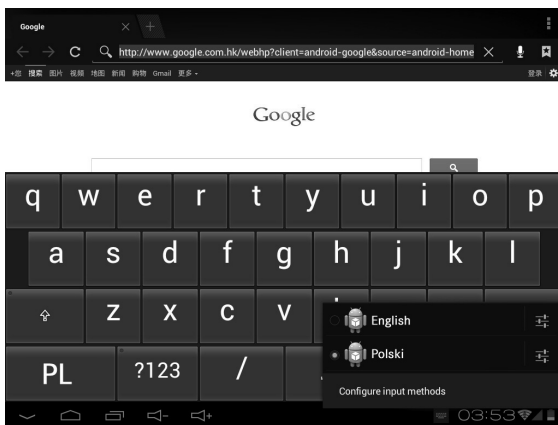 Google
http://www.google.com.hk/webhp?client=android-google&source=android-home
+您 搜索 图片 视频 地图 新闻 购物 Gmail 更多 登录
Google
q w e r t y u i o p
a s d f g h j k l
z x c v
English
PL ?123 /
Polski
Configure input methods
03:53